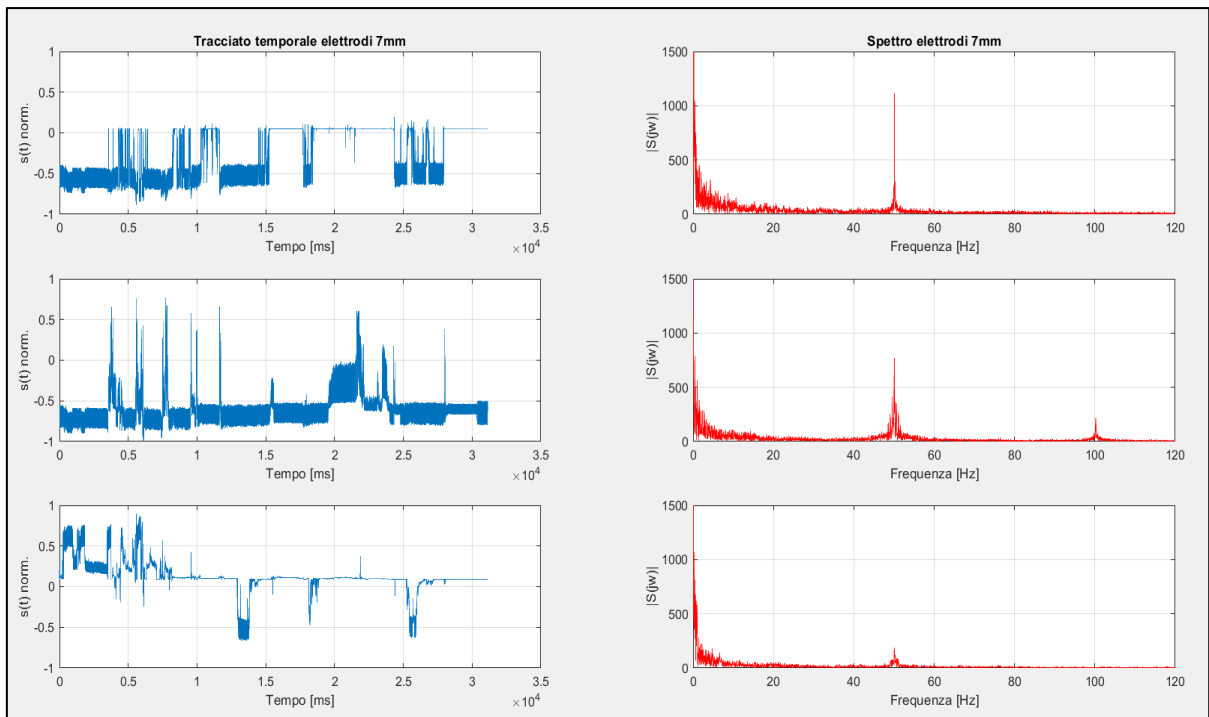 Tracciato temporale elettrodi 7mm
1
0.5
0
-0.5
-1
s(t) norm.
0 0.5 1 1.5 2 2.5 3 3.5
Tempo [ms]
×10^4
Spettro elettrodi 7mm
1500
1000
500
0
|S(jw)|
0 20 40 60 80 100 120
Frequenza [Hz]
1
0.5
0
-0.5
-1
s(t) norm.
0 0.5 1 1.5 2 2.5 3 3.5
Tempo [ms]
×10^4
1500
1000
500
0
|S(jw)|
0 20 40 60 80 100 120
Frequenza [Hz]
1
0.5
0
-0.5
-1
s(t) norm.
0 0.5 1 1.5 2 2.5 3 3.5
Tempo [ms]
×10^4
1500
1000
500
0
|S(jw)|
0 20 40 60 80 100 120
Frequenza [Hz]